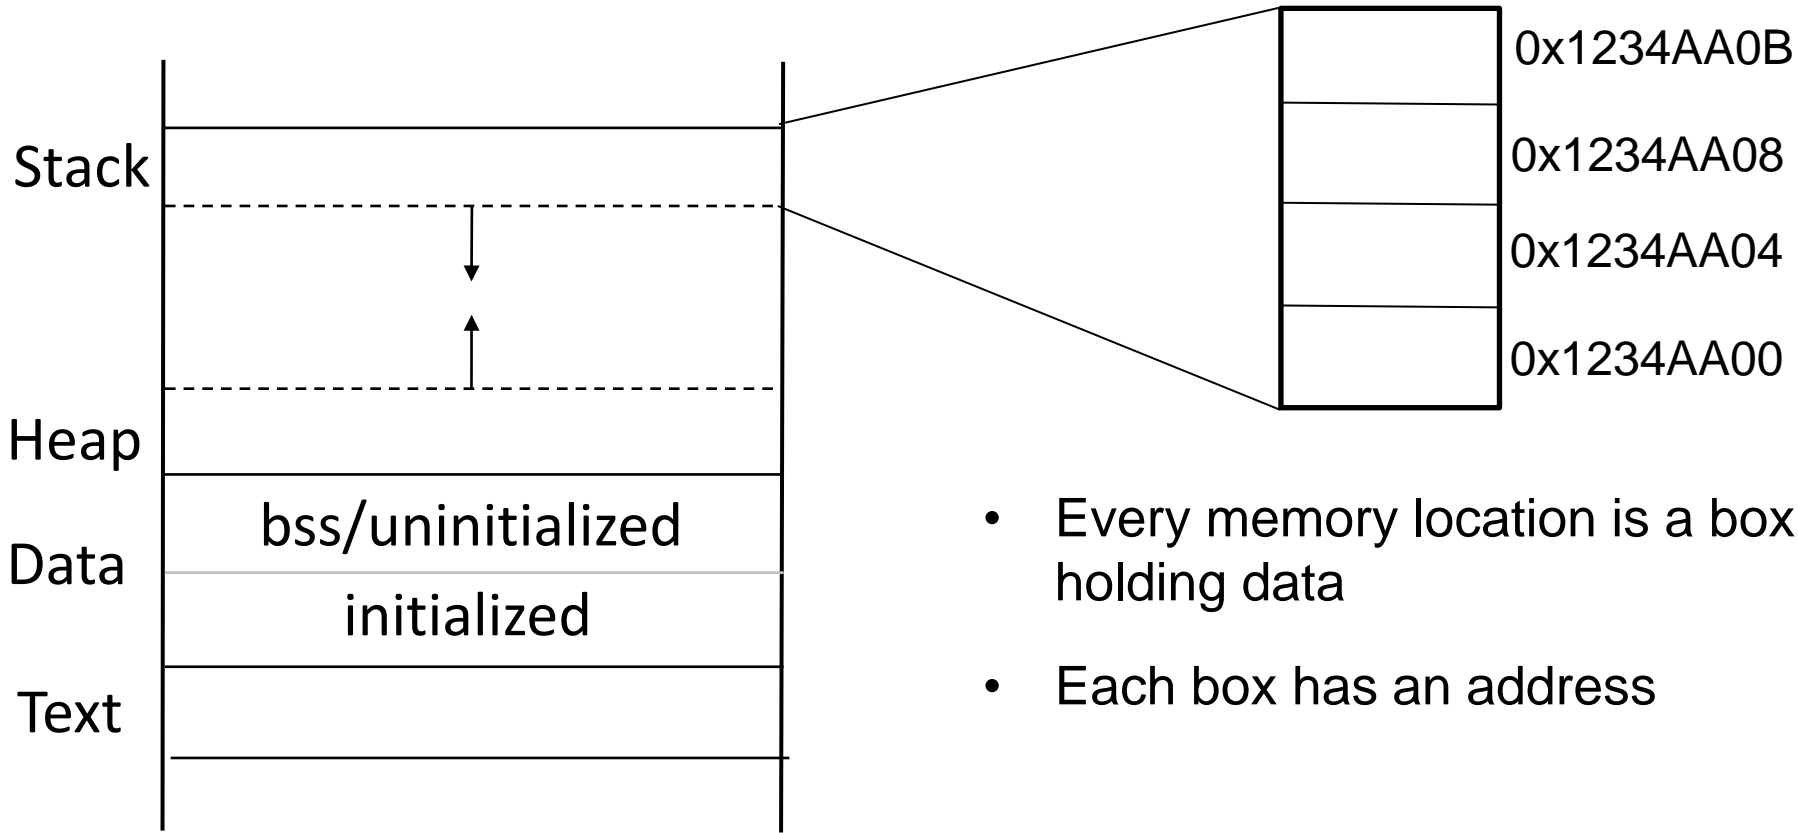 Stack
Heap
bss/uninitialized
Data
initialized
Text
0x1234AA0B
0x1234AA08
0x1234AA04
0x1234AA00
• Every memory location is a box
holding data
• Each box has an address